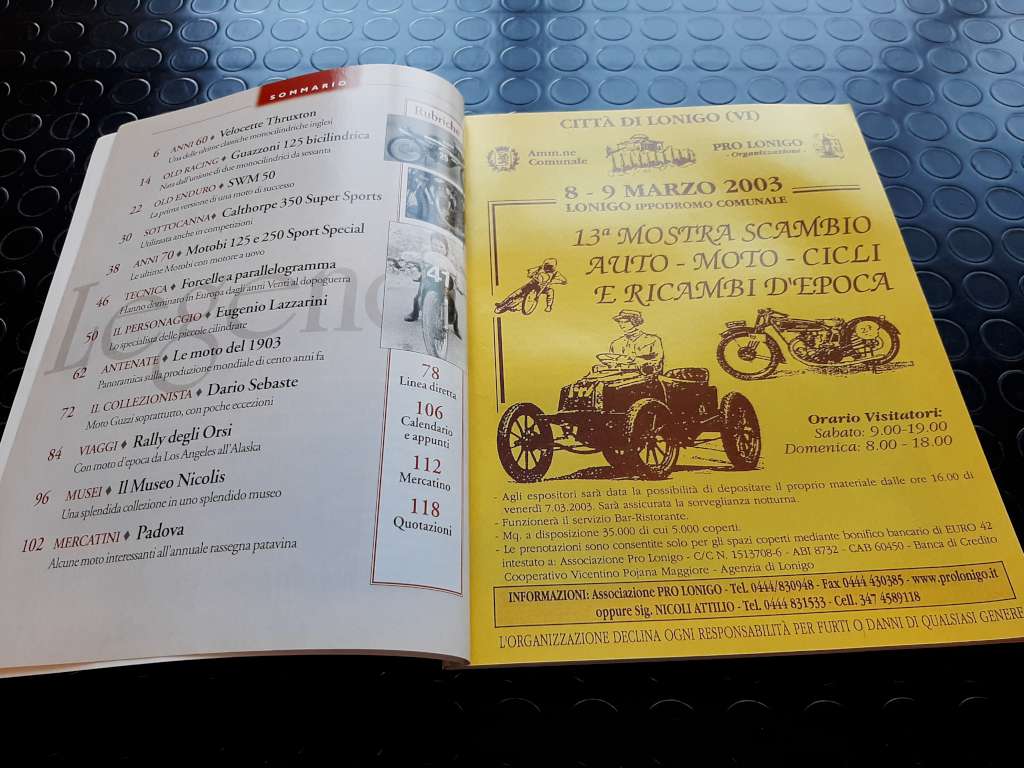 SOMMARIO
6 ANNI 60 ♦ Velocette Thruxton
Una delle ultime classiche monocilindriche inglesi
14 OLD RACING ♦ Guazzoni 125 bicilindrica
Nata dall'unione di due monocilindrici da sessanta
22 OLD ENDURO ♦ SWM 50
La prima versione di una moto di successo
30 SOTTOCANNA ♦ Calthorpe 350 Super Sports
Utilizzata anche in competizioni
38 ANNI 70 ♦ Motobi 125 e 250 Sport Special
Le ultime Motobi con motore a uovo
46 TECNICA ♦ Forcelle a parallelogramma
Hanno dominato in Europa dagli anni Venti al dopoguerra
50 IL PERSONAGGIO ♦ Eugenio Lazzarini
Lo specialista delle piccole cilindrate
62 ANTENATE ♦ Le moto del 1903
Panoramica sulla produzione mondiale di cento anni fa
72 IL COLLEZIONISTA ♦ Dario Sebaste
Moto Guzzi soprattutto, con poche eccezioni
84 VIAGGI ♦ Rally degli Orsi
Con moto d'epoca da Los Angeles all'Alaska
96 MUSEI ♦ Il Museo Nicolis
Una splendida collezione in uno splendido museo
102 MERCATINI ♦ Padova
Alcune moto interessanti all'annuale rassegna patavina
Legend
Rubriche
41
78
Linea diretta
106
Calendario
e appunti
112
Mercatino
118
Quotazioni
CITTÀ DI LONIGO (VI)
Amm.ne
Comunale
PRO LONIGO
- Organizzazione -
8 - 9 MARZO 2003
LONIGO IPPODROMO COMUNALE
13ª MOSTRA SCAMBIO
AUTO - MOTO - CICLI
E RICAMBI D'EPOCA
Orario Visitatori:
Sabato: 9.00-19.00
Domenica: 8.00 - 18.00
- Agli espositori sarà data la possibilità di depositare il proprio materiale dalle ore 16.00 di
venerdì 7.03.2003. Sarà assicurata la sorveglianza notturna.
- Funzionerà il servizio Bar-Ristorante.
- Mq. a disposizione 35.000 di cui 5.000 coperti.
- Le prenotazioni sono consentite solo per gli spazi coperti mediante bonifico bancario di EURO 42
intestato a: Associazione Pro Lonigo - C/C N. 1513708-6 - ABI 8732 - CAB 60450 - Banca di Credito
Cooperativo Vicentino Pojana Maggiore - Agenzia di Lonigo
INFORMAZIONI: Associazione PRO LONIGO - Tel. 0444/830948 - Fax 0444 430385 - www.prolonigo.it
oppure Sig. NICOLI ATTILIO - Tel. 0444 831533 - Cell. 347 4589118
L'ORGANIZZAZIONE DECLINA OGNI RESPONSABILITÀ PER FURTI O DANNI DI QUALSIASI GENERE